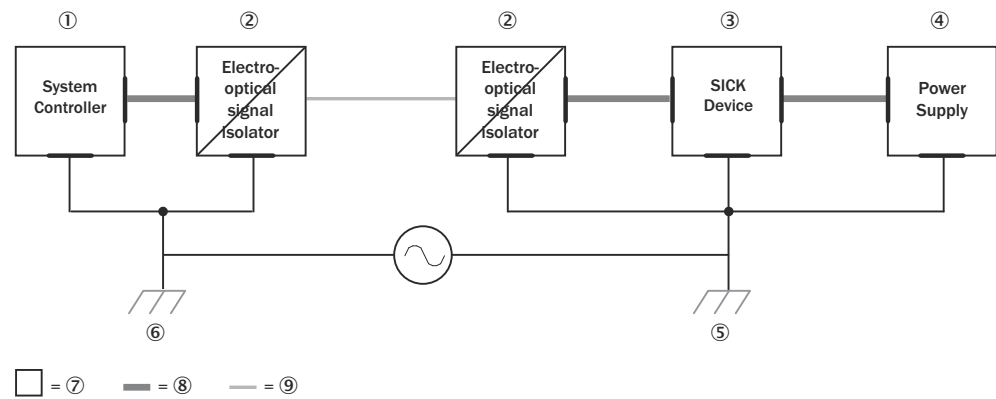 ① ② ② ③ ④
System
Controller
Electro-
optical
signal
isolator
Electro-
optical
signal
isolator
SICK
Device
Power
Supply
⑥ ⑤
= ⑦ = ⑧ = ⑨